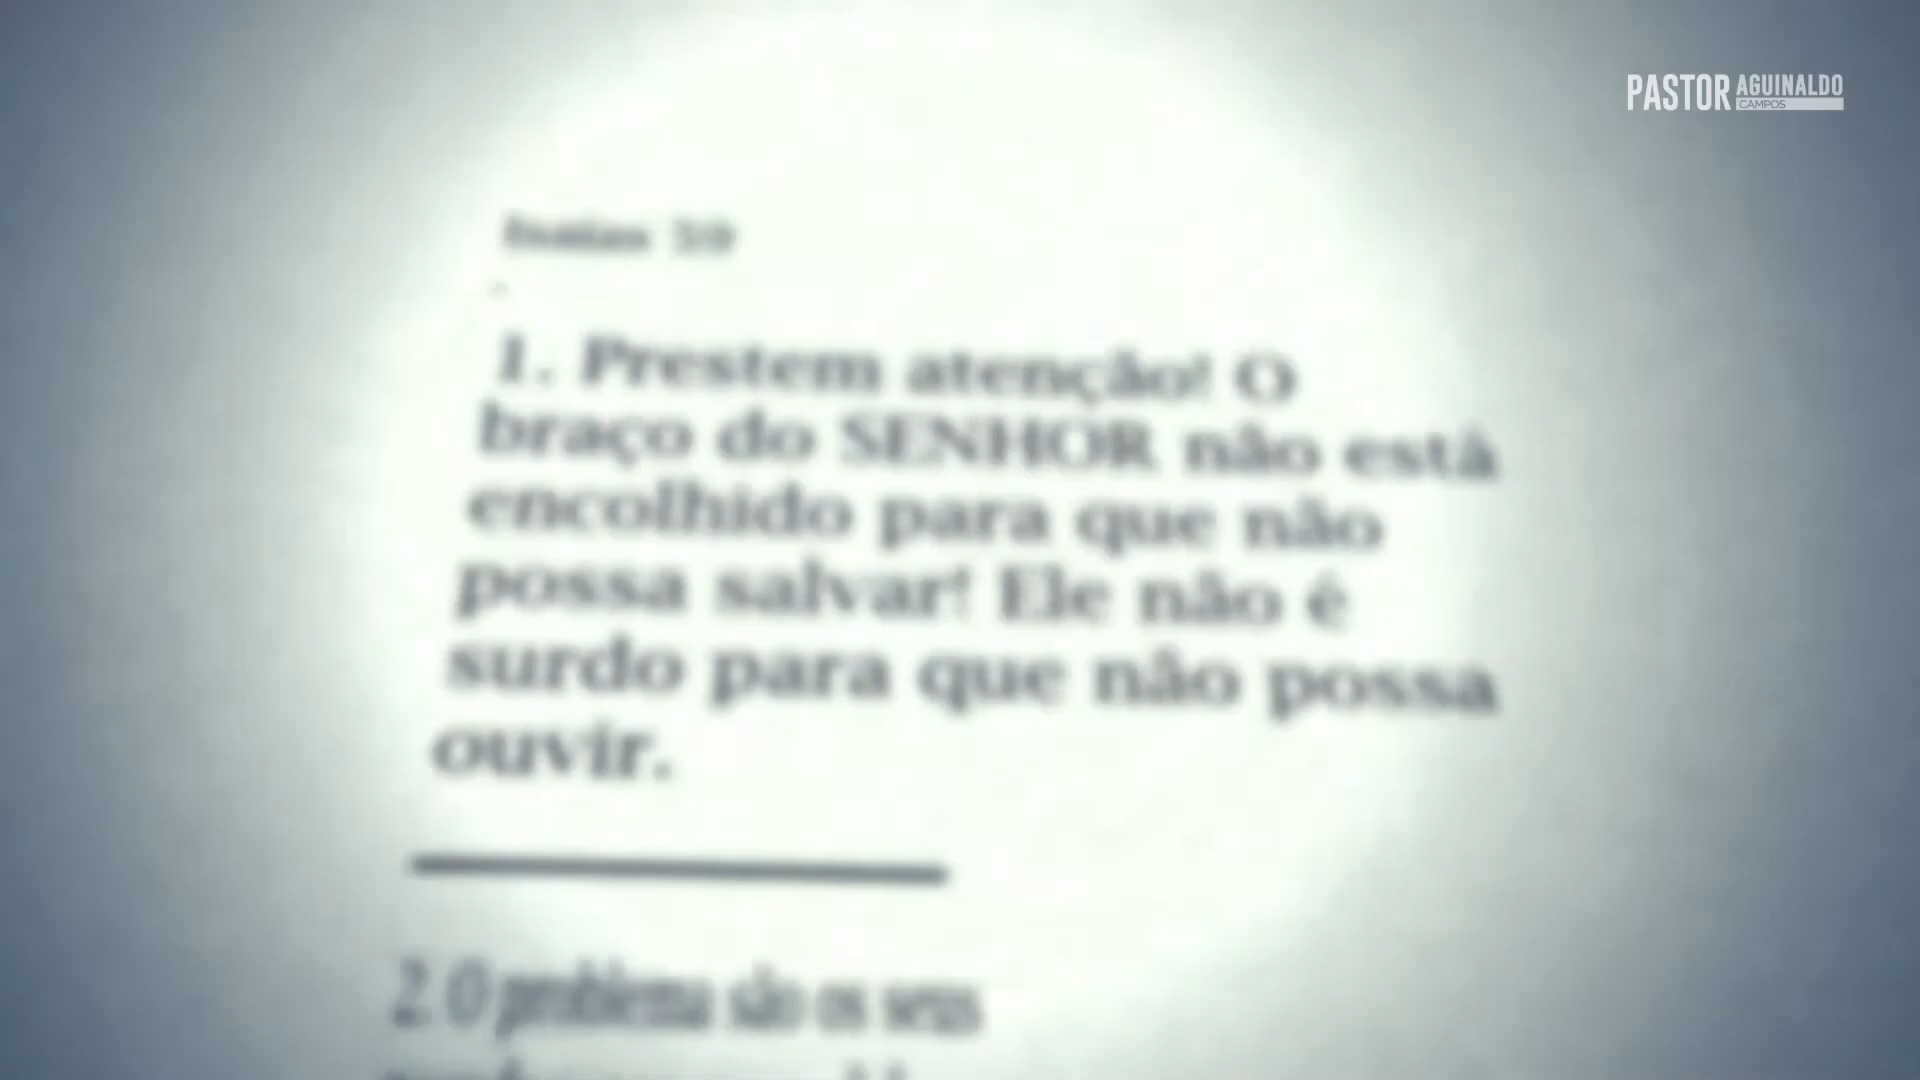 PASTOR AGUINALDO
CAMPOS
Isaías 59
1. Prestem atenção! O
braço do SENHOR não está
encolhido para que não
possa salvar! Ele não é
surdo para que não possa
ouvir.
2. O problema são os seus